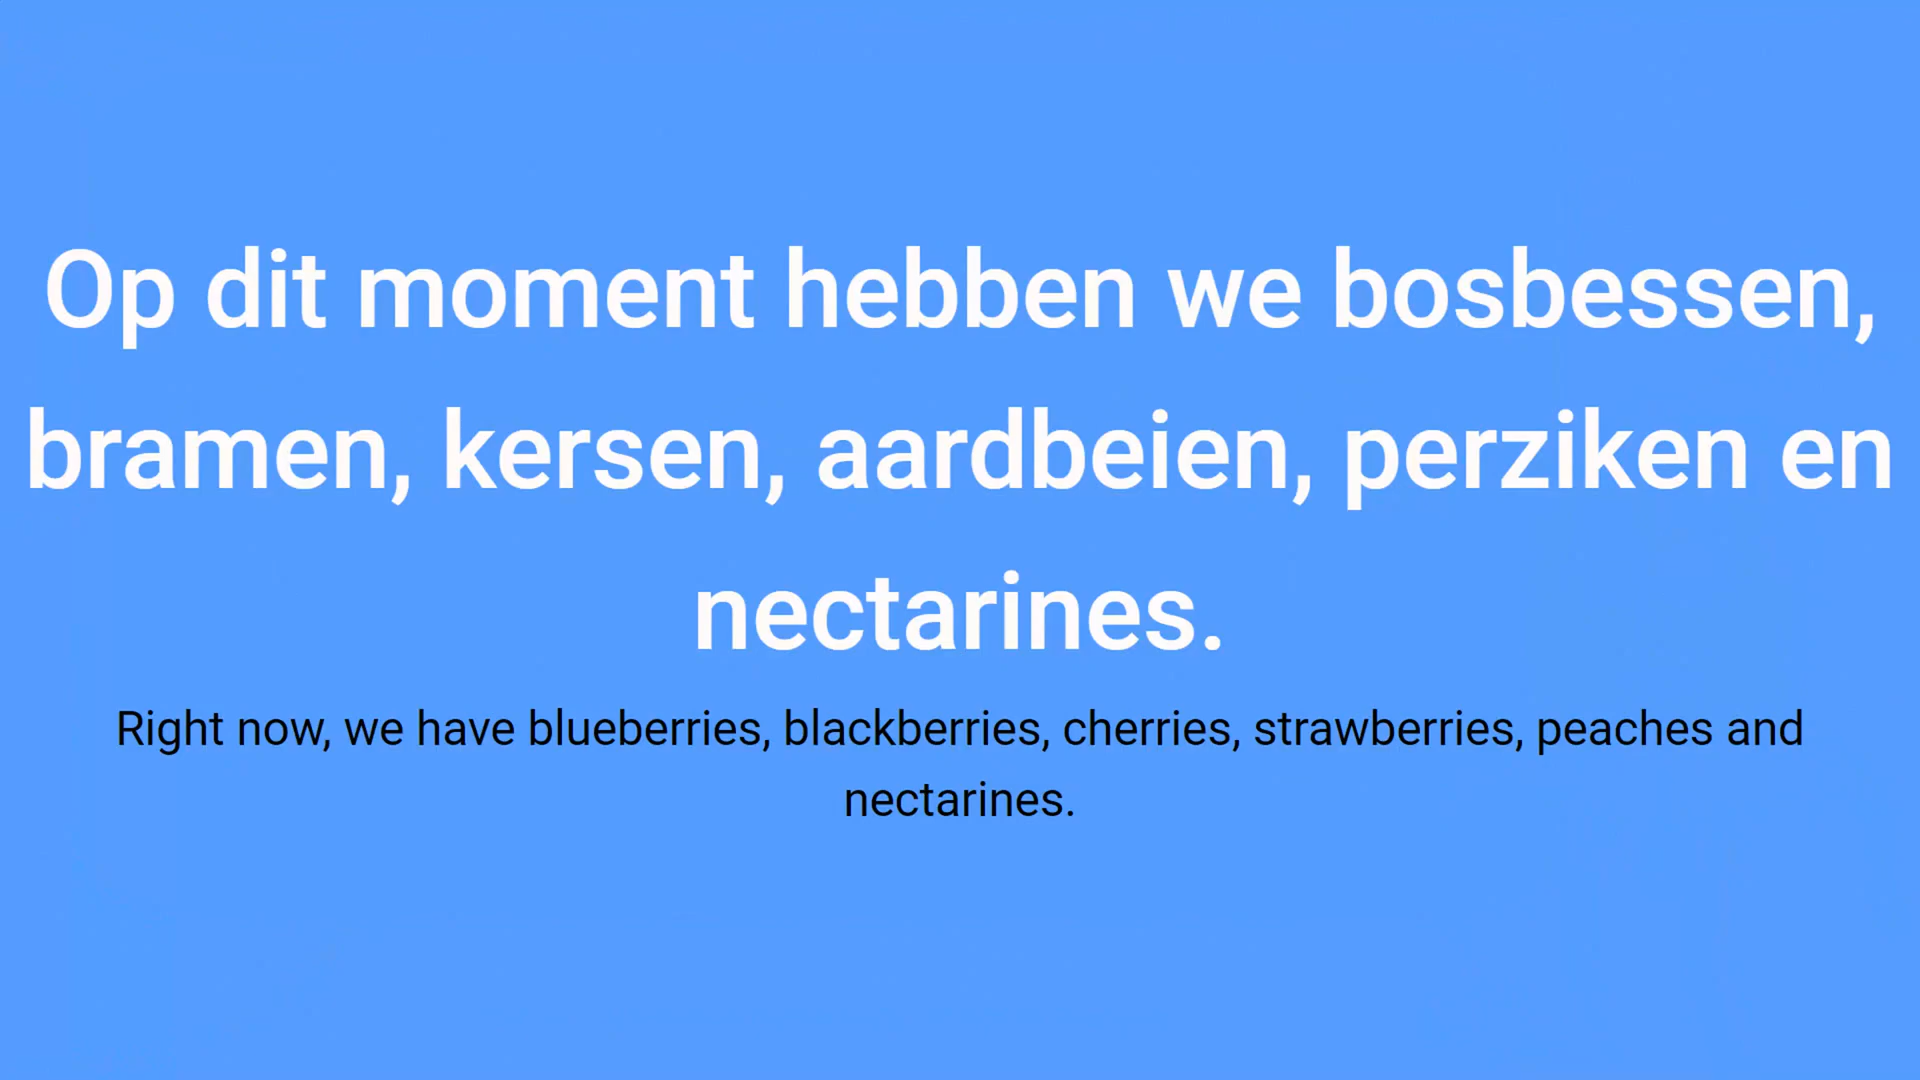 Op dit moment hebben we bosbessen,
bramen, kersen, aardbeien, perziken en
nectarines.
Right now, we have blueberries, blackberries, cherries, strawberries, peaches and
nectarines.